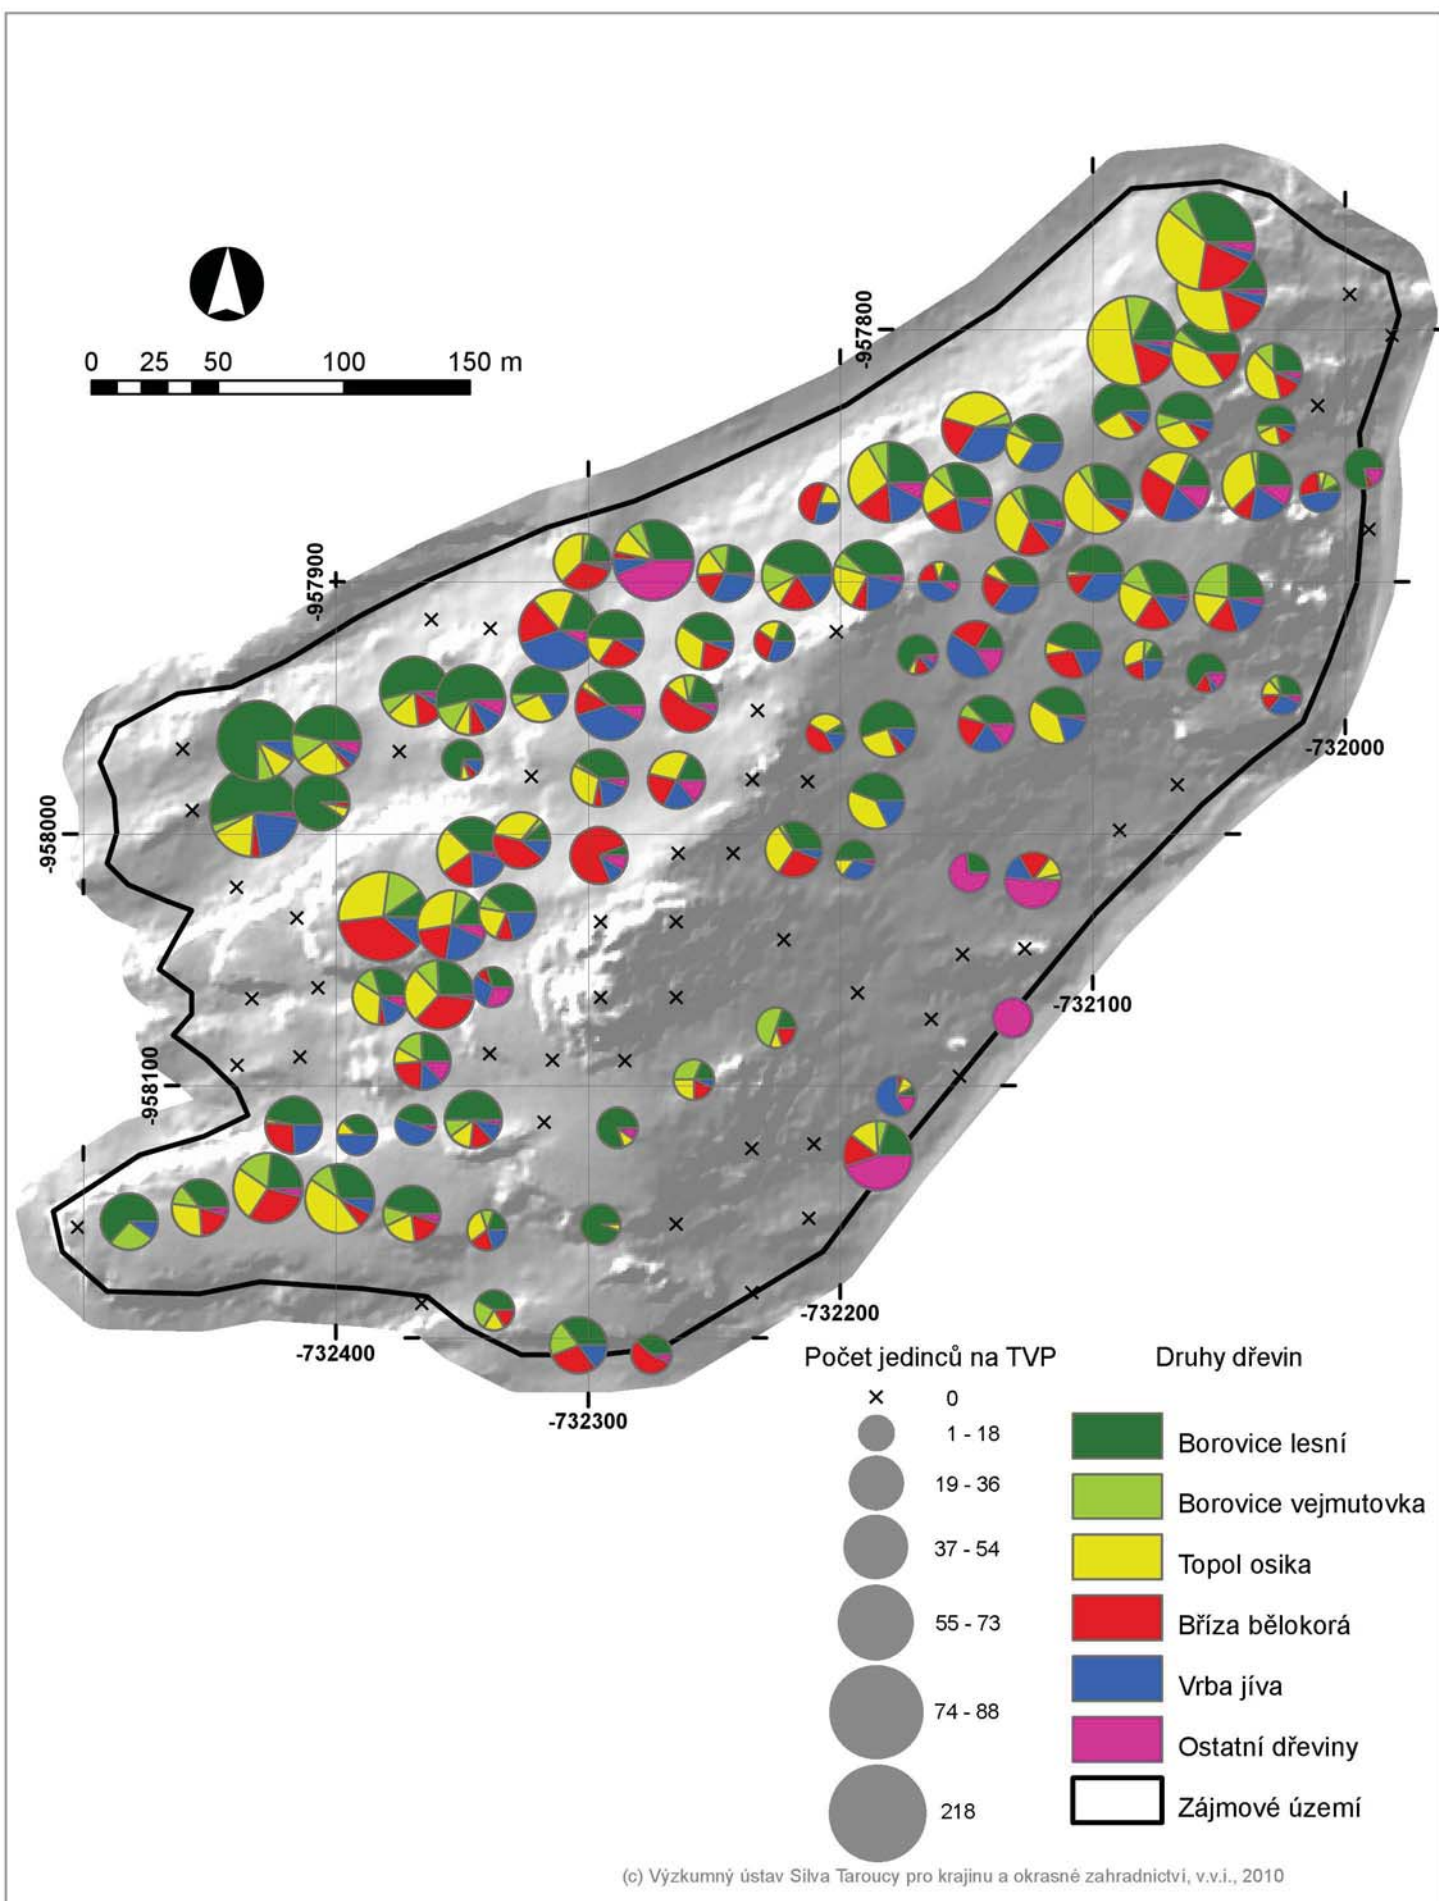 -957800
0 25 50 100 150 m
-957900
-732000
-958000
-732100
-958100
-732200
-732400
-732300
Počet jedinců na TVP
0
1 - 18
19 - 36
37 - 54
55 - 73
74 - 88
218
Druhy dřevin
Borovice lesní
Borovice vejmutovka
Topol osika
Bříza bělokorá
Vrba jíva
Ostatní dřeviny
Zájmové území
(c) Výzkumný ústav Silva Taroucy pro krajinu a okrasné zahradnictví, v.v.i., 2010